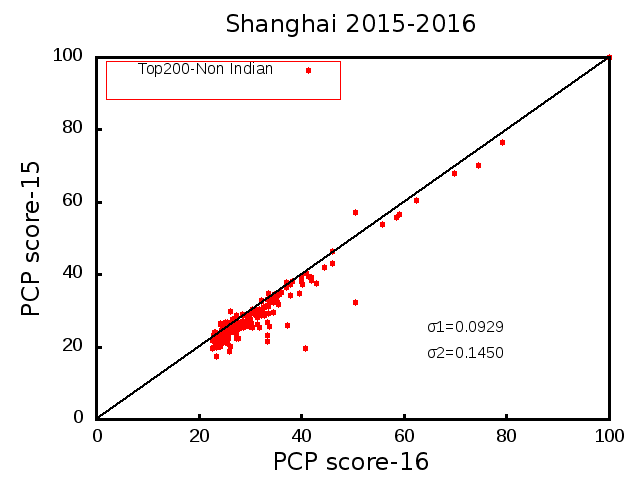 Shanghai 2015-2016
100
Top200-Non Indian
80
60
40
20
0
PCP score-15
σ1=0.0929
σ2=0.1450
0 20 40 60 80 100
PCP score-16